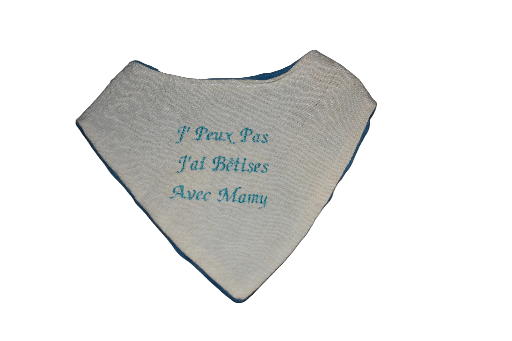 J' Peux Pas
J'ai Bêtises
Avec Mamy